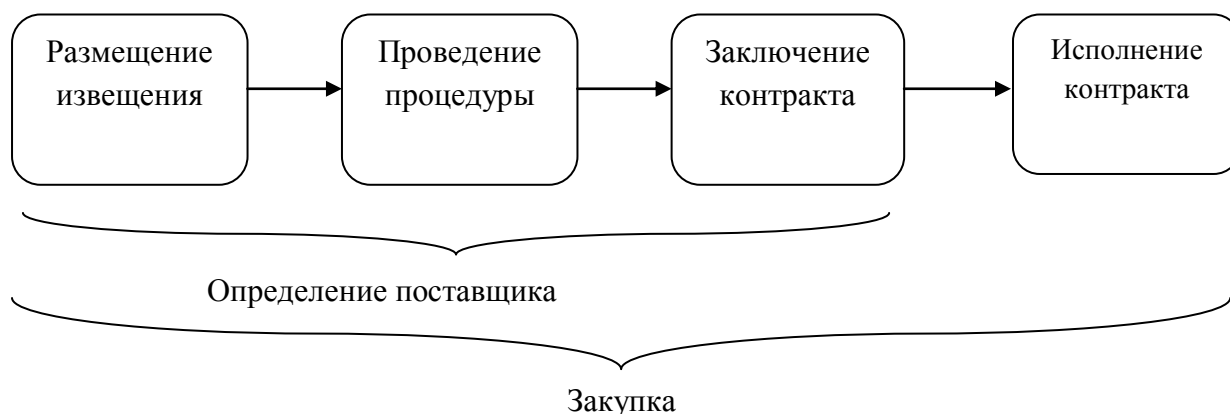 Размещение
извещения
Проведение
процедуры
Заключение
контракта
Исполнение
контракта
Определение поставщика
Закупка